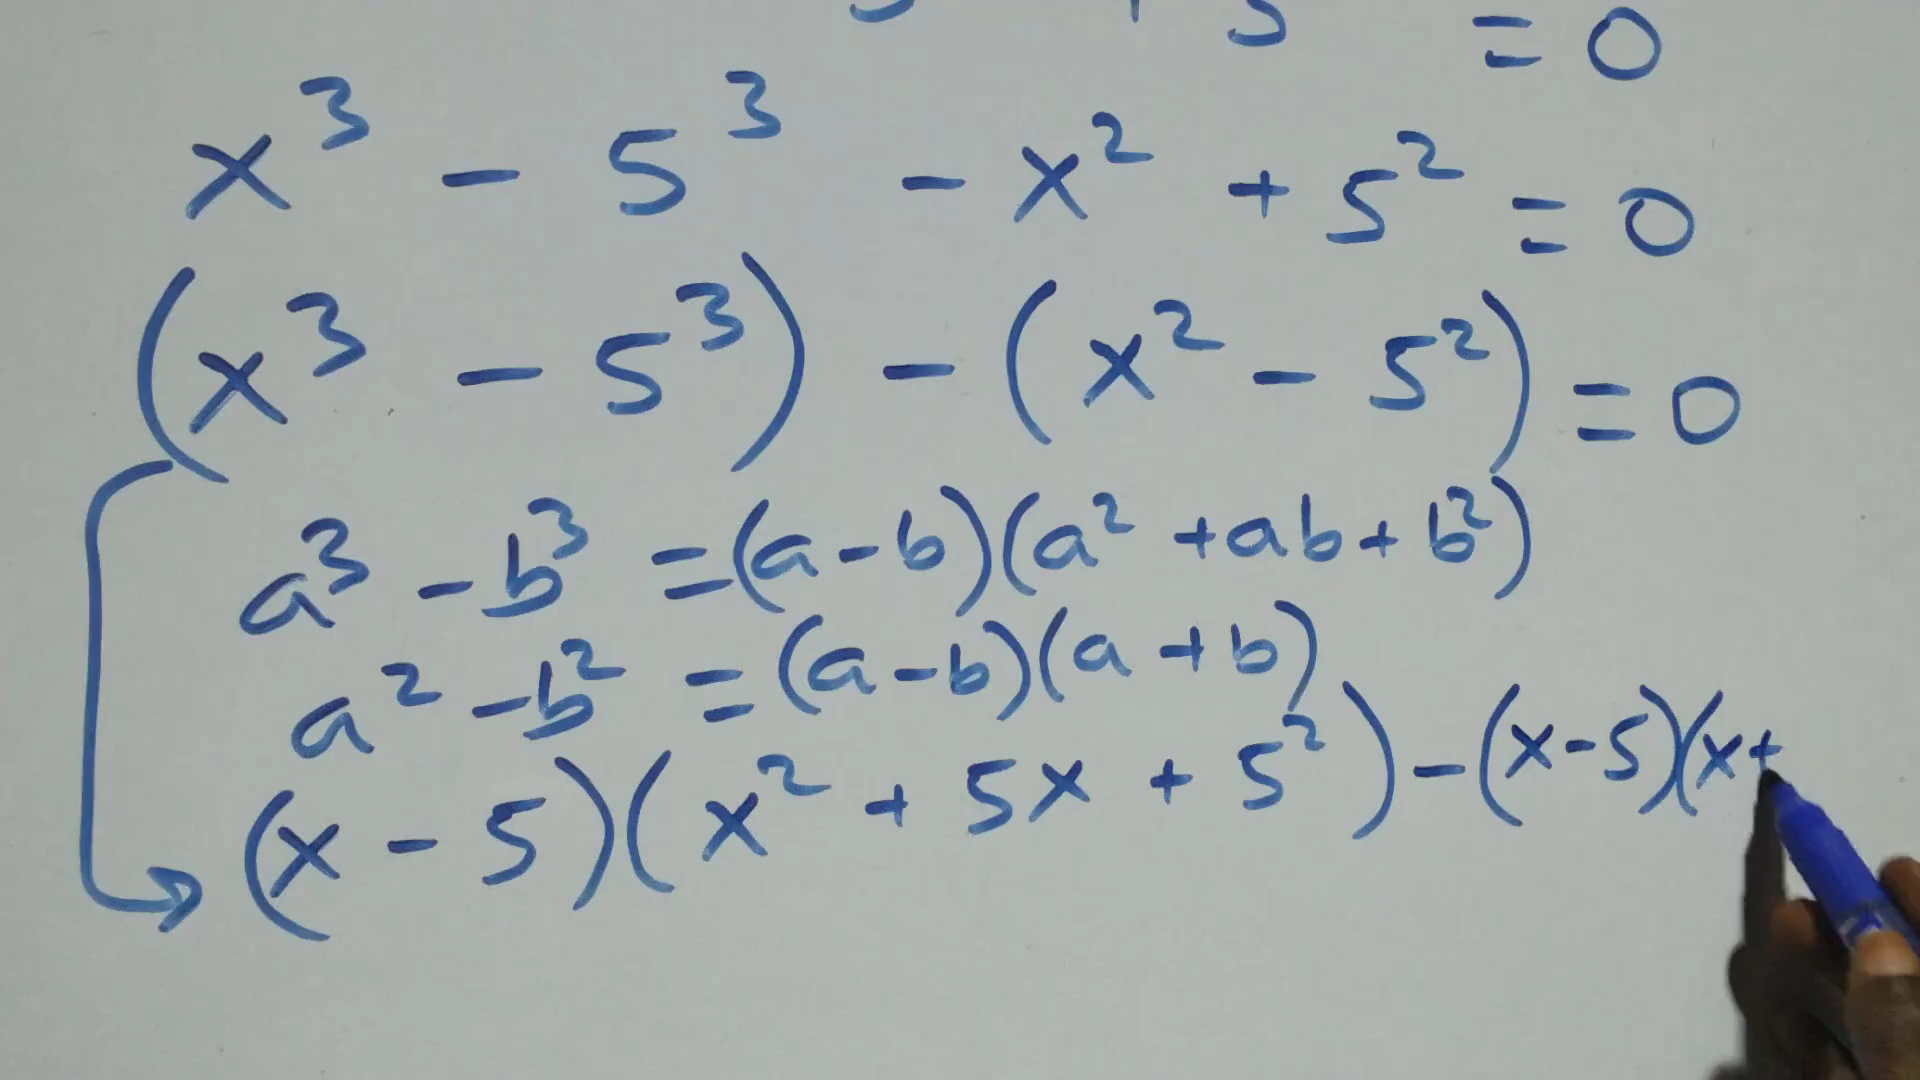 = 0
x³ - 5³ - x² + 5² = 0
(x³ - 5³) - (x² - 5²) = 0
a³ - b³ = (a - b)(a² + ab + b²)
a² - b² = (a - b)(a + b)
(x - 5)(x² + 5x + 5²) - (x - 5)(x +